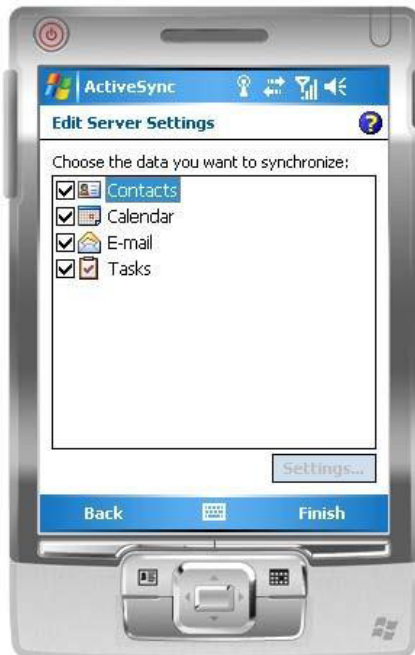 ActiveSync
Edit Server Settings
Choose the data you want to synchronize:
Contacts
Calendar
E-mail
Tasks
Settings...
Back Finish